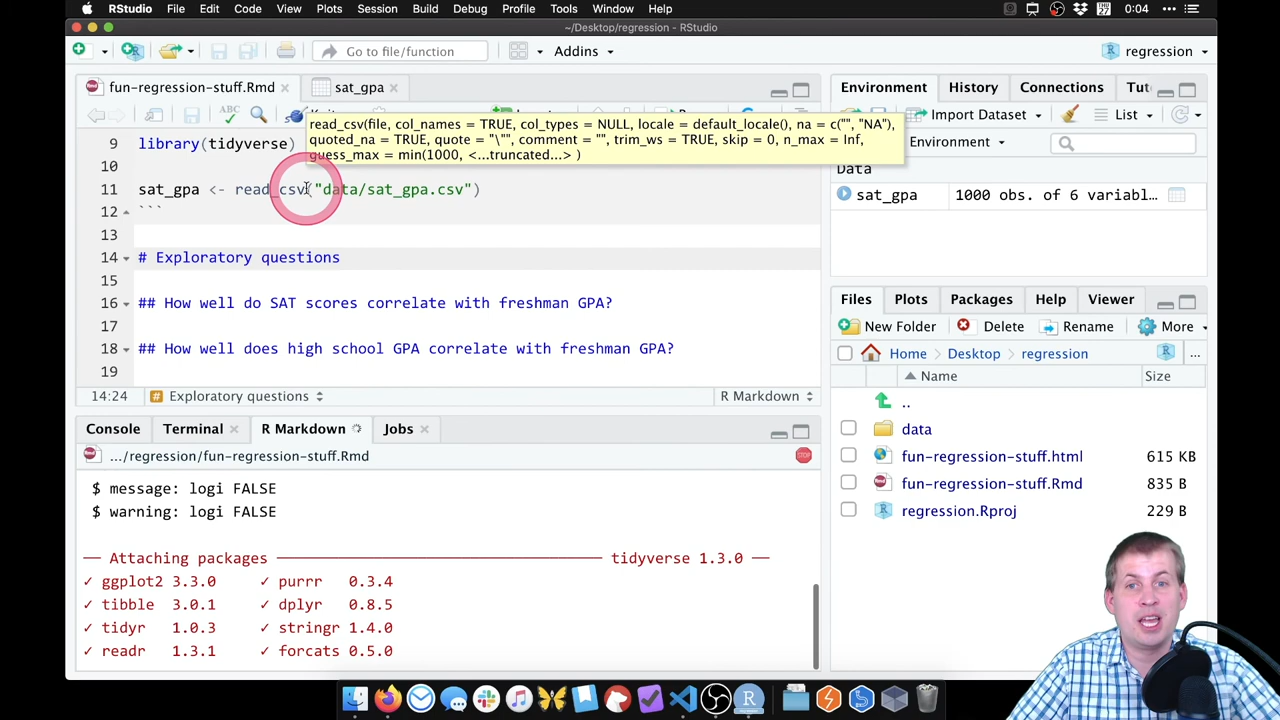 RStudio File Edit Code View Plots Session Build Debug Profile Tools Window Help THU 27 0:04
~/Desktop/regression - RStudio
Go to file/function Addins regression
fun-regression-stuff.Rmd sat_gpa
ABC
read_csv(file, col_names = TRUE, col_types = NULL, locale = default_locale(), na = c("", "NA"),
quoted_na = TRUE, quote = "\"", comment = "", trim_ws = TRUE, skip = 0, n_max = Inf,
guess_max = min(1000, <...truncated...> )
9 library(tidyverse)
10
11 sat_gpa <- read_csv("data/sat_gpa.csv")
12 ```
13
14 # Exploratory questions
15
16 ## How well do SAT scores correlate with freshman GPA?
17
18 ## How well does high school GPA correlate with freshman GPA?
19
14:24 # Exploratory questions R Markdown
Console Terminal R Markdown Jobs
.../regression/fun-regression-stuff.Rmd STOP
$ message: logi FALSE
$ warning: logi FALSE
── Attaching packages ──────────── tidyverse 1.3.0 ──
✓ ggplot2 3.3.0 ✓ purrr 0.3.4
✓ tibble 3.0.1 ✓ dplyr 0.8.5
✓ tidyr 1.0.3 ✓ stringr 1.4.0
✓ readr 1.3.1 ✓ forcats 0.5.0
Environment History Connections Tut
Import Dataset List
Environment
Data
sat_gpa 1000 obs. of 6 variabl…
Files Plots Packages Help Viewer
New Folder Delete Rename More
Home Desktop regression ...
Name Size
..
data
fun-regression-stuff.html 615 KB
fun-regression-stuff.Rmd 835 B
regression.Rproj 229 B